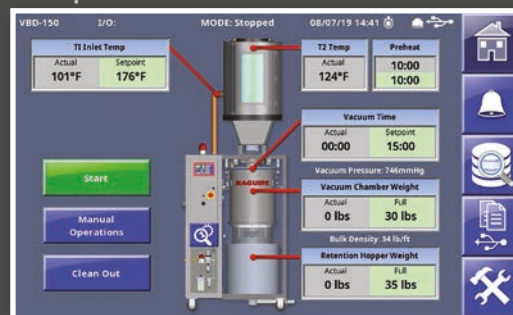 VBD-150 I/O: MODE: Stopped 08/07/19 14:41
T1 Inlet Temp
Actual Setpoint
101°F 176°F
T2 Temp
Actual
124°F
Preheat
10:00
10:00
Vacuum Time
Actual Setpoint
00:00 15:00
Vacuum Pressure: 746mmHg
Start
MAGUIRE
Vacuum Chamber Weight
Actual Full
0 lbs 30 lbs
Manual
Operations
Bulk Density: 34 lb/ft
Clean Out
Retention Hopper Weight
Actual Full
0 lbs 35 lbs